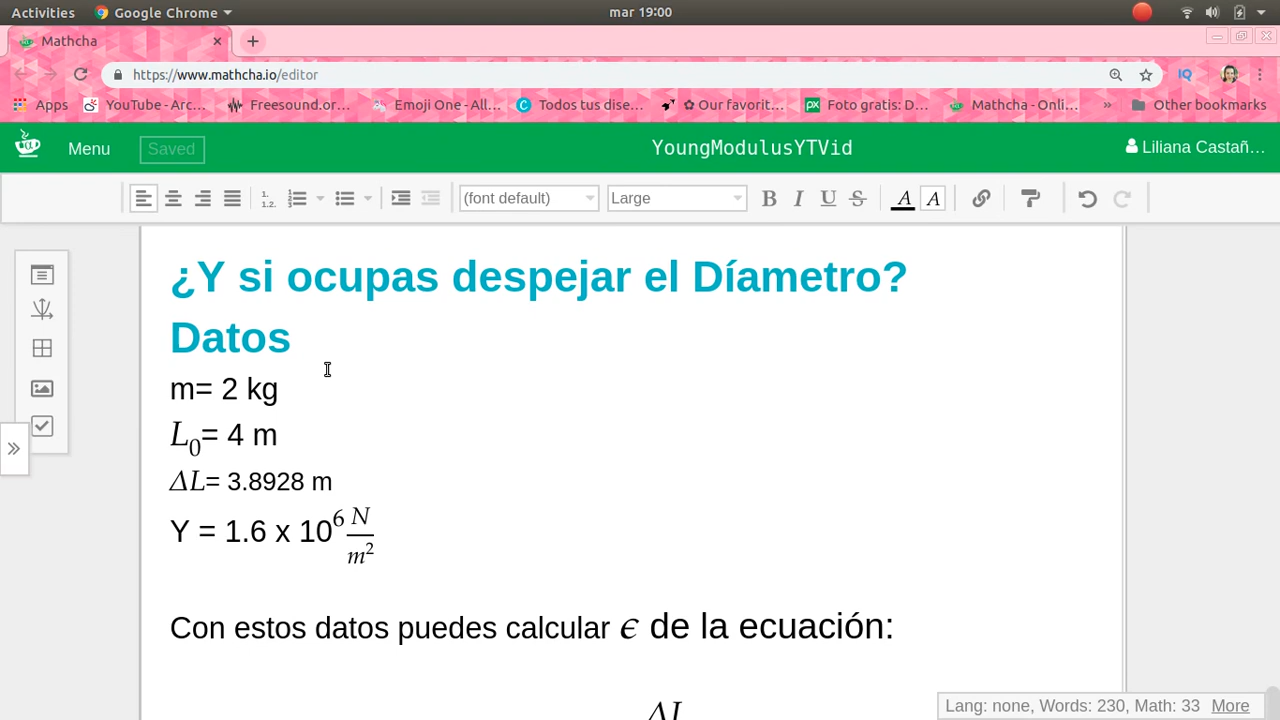 Activities Google Chrome mar 19:00
Mathcha
https://www.mathcha.io/editor
Apps YouTube - Arc... Freesound.or... Emoji One - All... Todos tus dise... ✿ Our favorit... Foto gratis: D... Mathcha - Onli... » Other bookmarks
Menu Saved YoungModulusYTVid Liliana Castañ...
(font default) Large B I U S A A
¿Y si ocupas despejar el Díametro?
Datos
m= 2 kg
L₀= 4 m
ΔL= 3.8928 m
Y = 1.6 x 10⁶ N/m²
Con estos datos puedes calcular ϵ de la ecuación:
ΔL
Lang: none, Words: 230, Math: 33 More